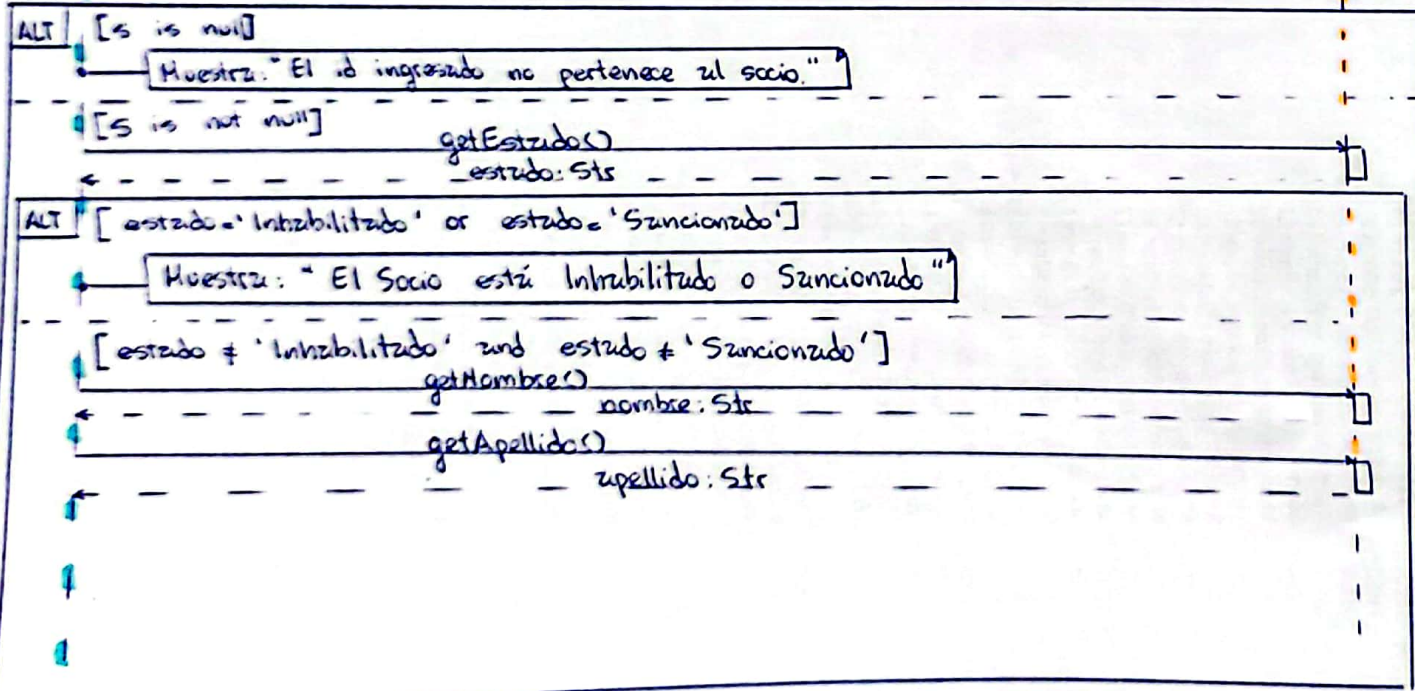 ALT [s is null]
Muestra: "El id ingresado no pertenece al socio."
[s is not null]
getEstado()
estado: Str
ALT [estado = 'Inhabilitado' or estado = 'Sancionado']
Muestra: "El Socio está Inhabilitado o Sancionado"
[estado ≠ 'Inhabilitado' and estado ≠ 'Sancionado']
getNombre()
nombre: Str
getApellido()
apellido: Str